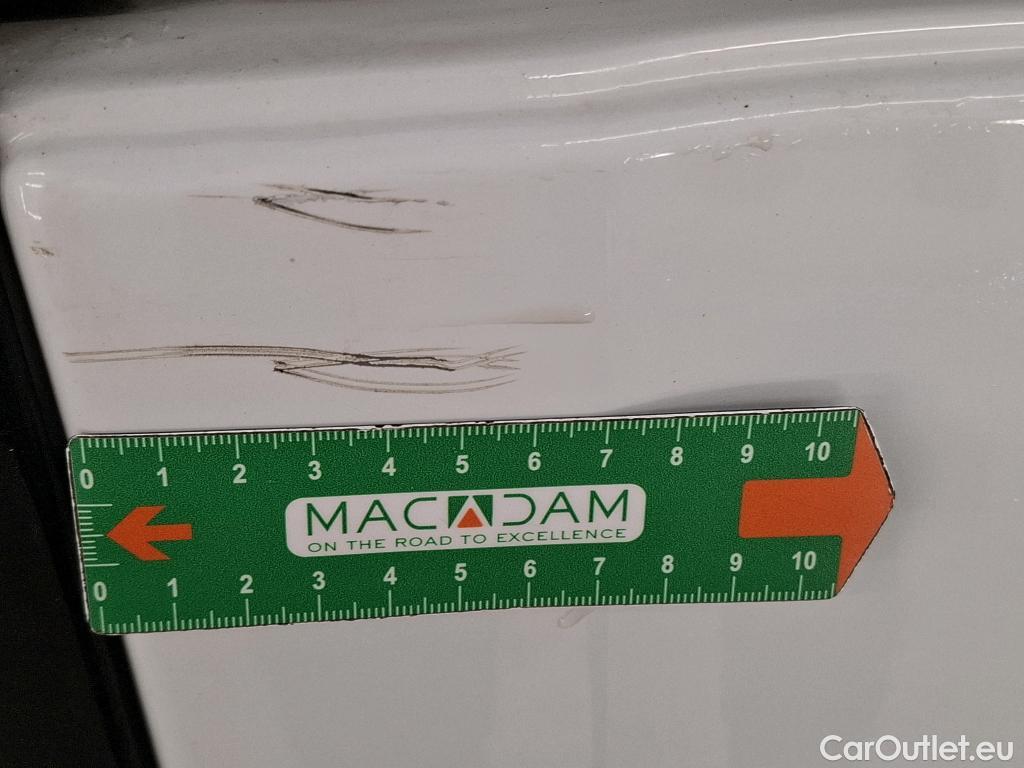 0 1 2 3 4 5 6 7 8 9 10
MACADAM
ON THE ROAD TO EXCELLENCE
0 1 2 3 4 5 6 7 8 9 10
CarOutlet.eu